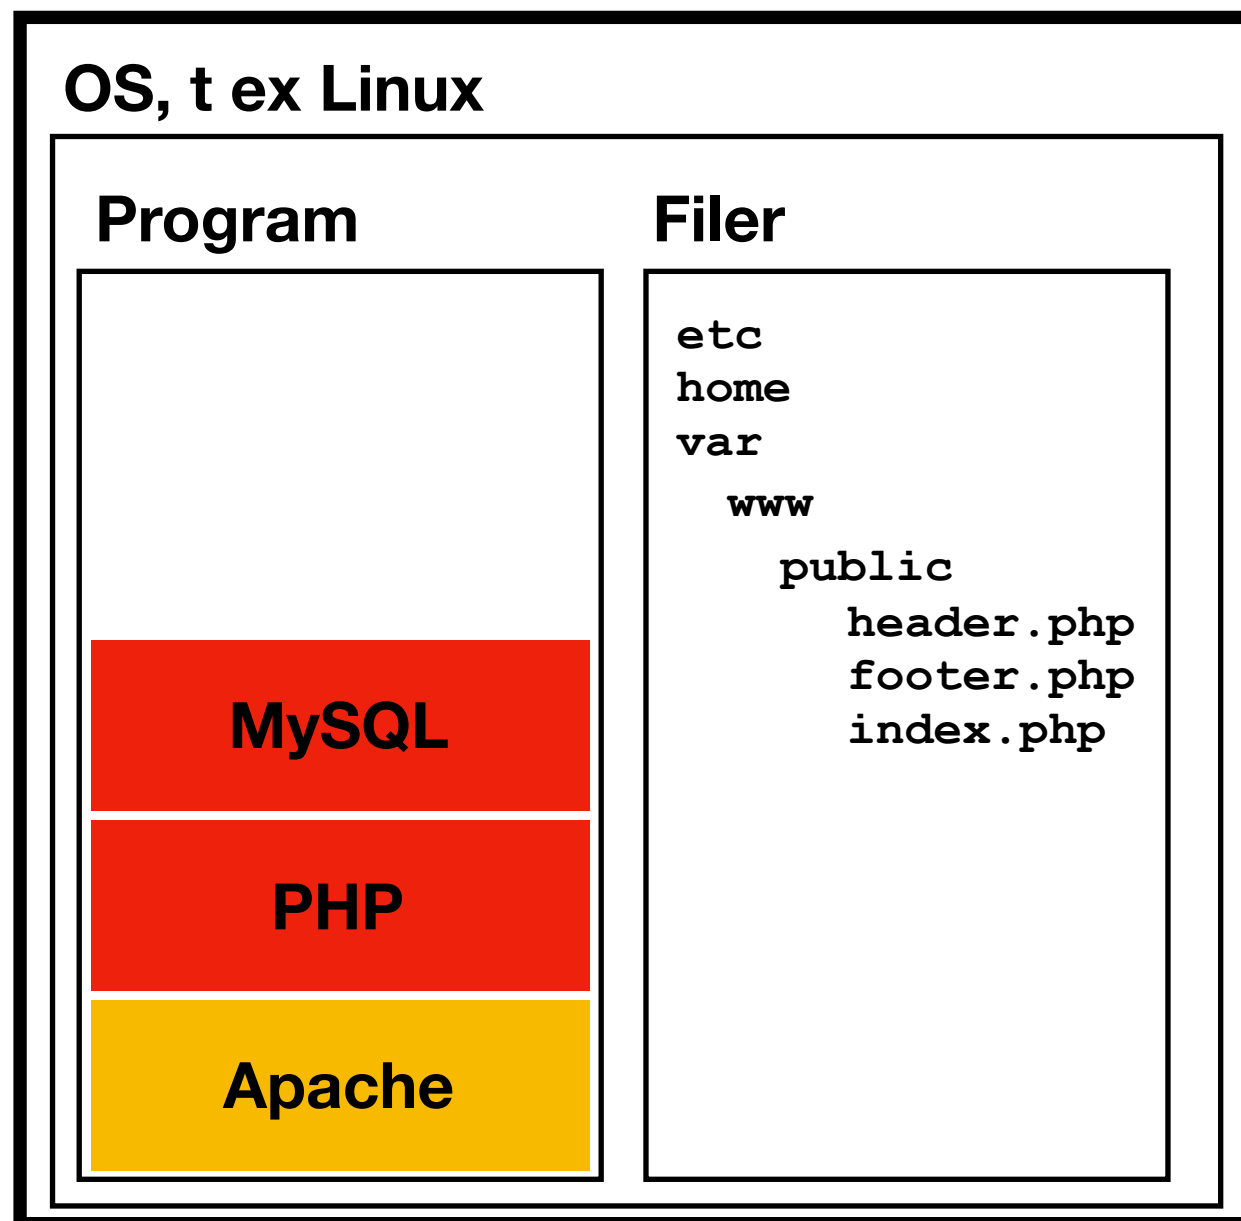 OS, t ex Linux
Program
MySQL
PHP
Apache
Filer
etc
home
var
www
public
header.php
footer.php
index.php